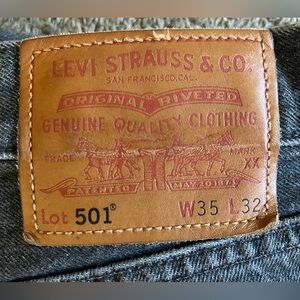 LEVI STRAUSS & CO.
SAN FRANCISCO, CAL.
ORIGINAL RIVETED
GENUINE QUALITY CLOTHING
TRADE MARK
XX
PATENTED MAY 20 1873
Lot 501® W35 L32